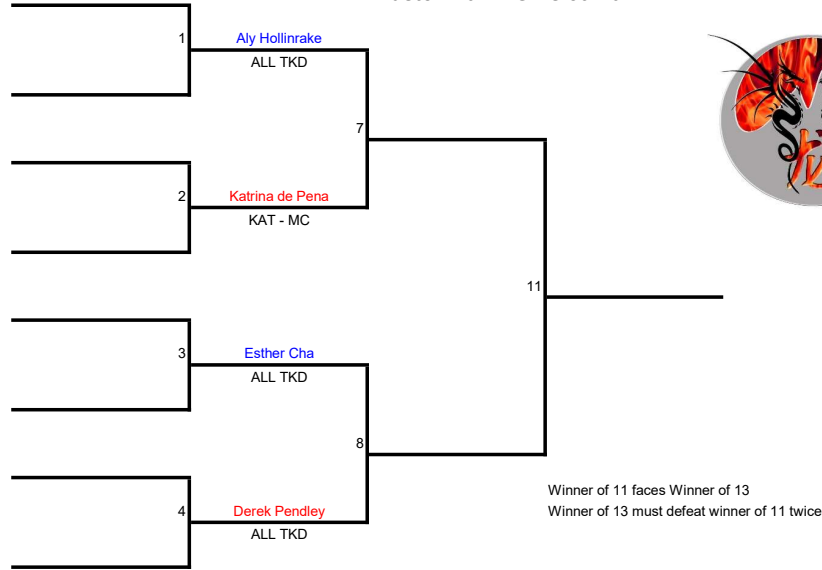 1
Aly Hollinrake
ALL TKD
7
2
Katrina de Pena
KAT - MC
11
3
Esther Cha
ALL TKD
8
4
Derek Pendley
ALL TKD
Winner of 11 faces Winner of 13
Winner of 13 must defeat winner of 11 twice